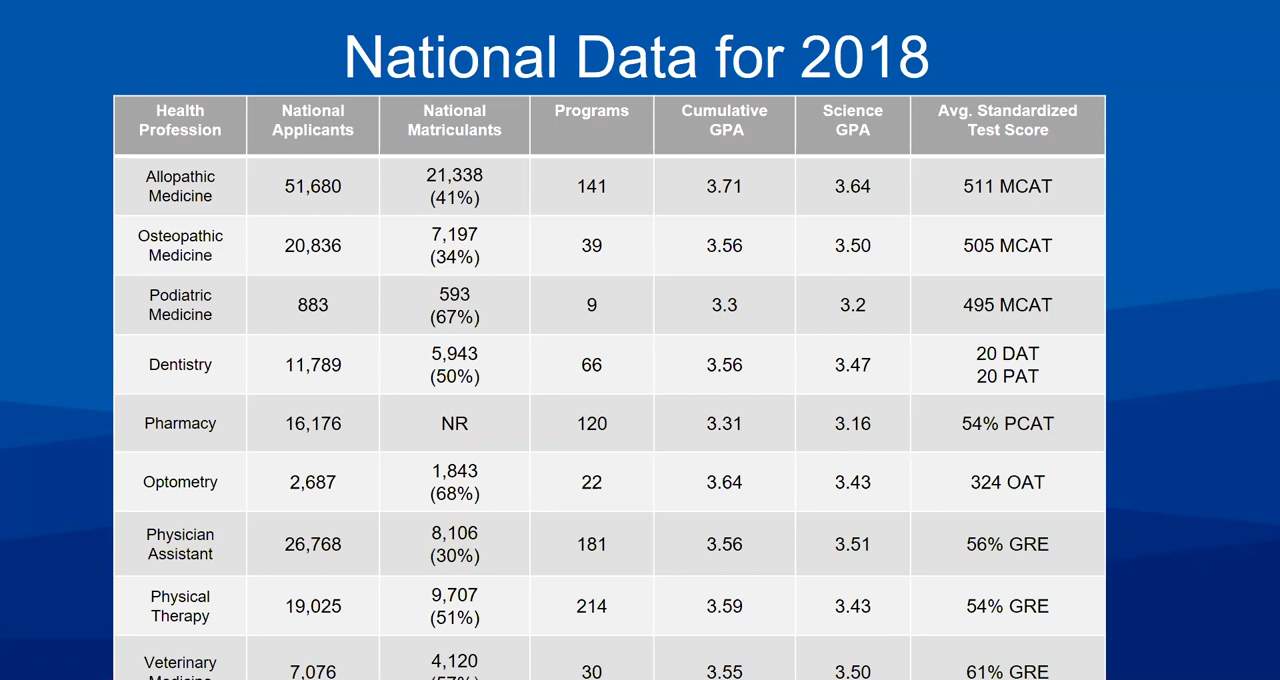 National Data for 2018
Health Profession | National Applicants | National Matriculants | Programs | Cumulative GPA | Science GPA | Avg. Standardized Test Score
Allopathic Medicine | 51,680 | 21,338 (41%) | 141 | 3.71 | 3.64 | 511 MCAT
Osteopathic Medicine | 20,836 | 7,197 (34%) | 39 | 3.56 | 3.50 | 505 MCAT
Podiatric Medicine | 883 | 593 (67%) | 9 | 3.3 | 3.2 | 495 MCAT
Dentistry | 11,789 | 5,943 (50%) | 66 | 3.56 | 3.47 | 20 DAT 20 PAT
Pharmacy | 16,176 | NR | 120 | 3.31 | 3.16 | 54% PCAT
Optometry | 2,687 | 1,843 (68%) | 22 | 3.64 | 3.43 | 324 OAT
Physician Assistant | 26,768 | 8,106 (30%) | 181 | 3.56 | 3.51 | 56% GRE
Physical Therapy | 19,025 | 9,707 (51%) | 214 | 3.59 | 3.43 | 54% GRE
Veterinary | 7,076 | 4,120 | 30 | 3.55 | 3.50 | 61% GRE